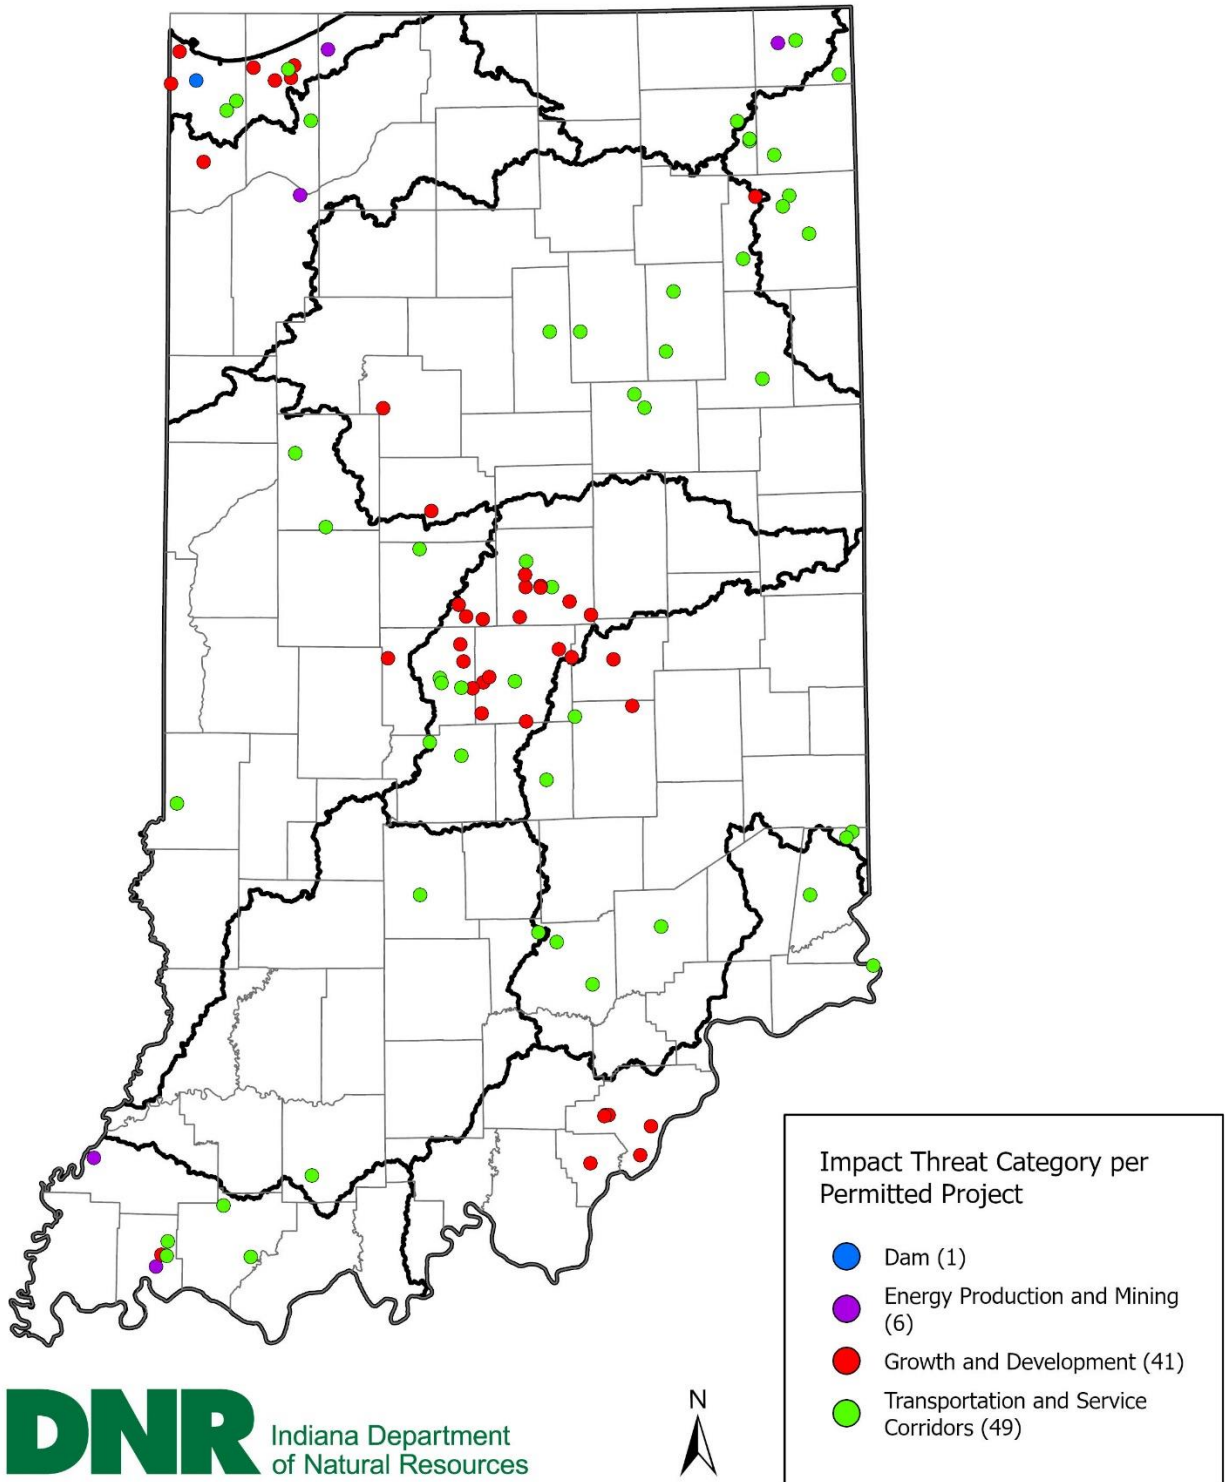 Impact Threat Category per
Permitted Project
Dam (1)
Energy Production and Mining
(6)
Growth and Development (41)
Transportation and Service
Corridors (49)
N
DNR
Indiana Department
of Natural Resources